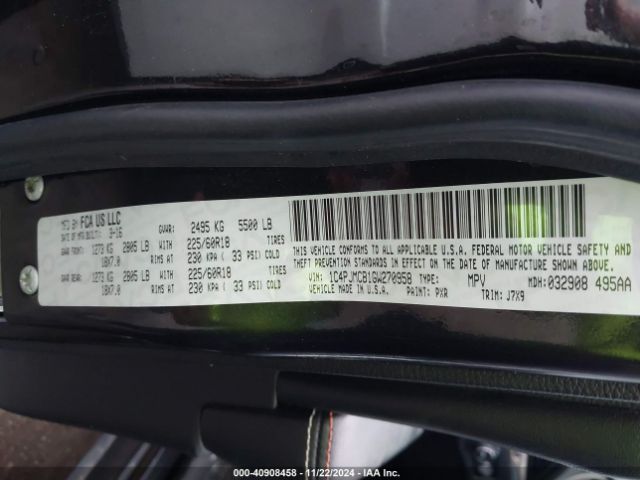 MFD BY FCA US LLC
DATE OF MFR/BUILT: 3-16 GVWR: 2495 KG 5500 LB
GAWR FRONT: 1273 KG 2805 LB WITH 225/60R18 TIRES
18X7.0 RIMS AT 230 KPA ( 33 PSI) COLD
GAWR REAR: 1273 KG 2805 LB WITH 225/60R18 TIRES
18X7.0 RIMS AT 230 KPA ( 33 PSI) COLD
THIS VEHICLE CONFORMS TO ALL APPLICABLE U.S.A. FEDERAL MOTOR VEHICLE SAFETY AND
THEFT PREVENTION STANDARDS IN EFFECT ON THE DATE OF MANUFACTURE SHOWN ABOVE.
VIN: 1C4PJMCB1GW270958 TYPE: MPV MDH: 032908 495AA
MADE IN U.S.A. PAINT: PXR TRIM: J7X9
000-40908458 - 11/22/2024 - IAA Inc.